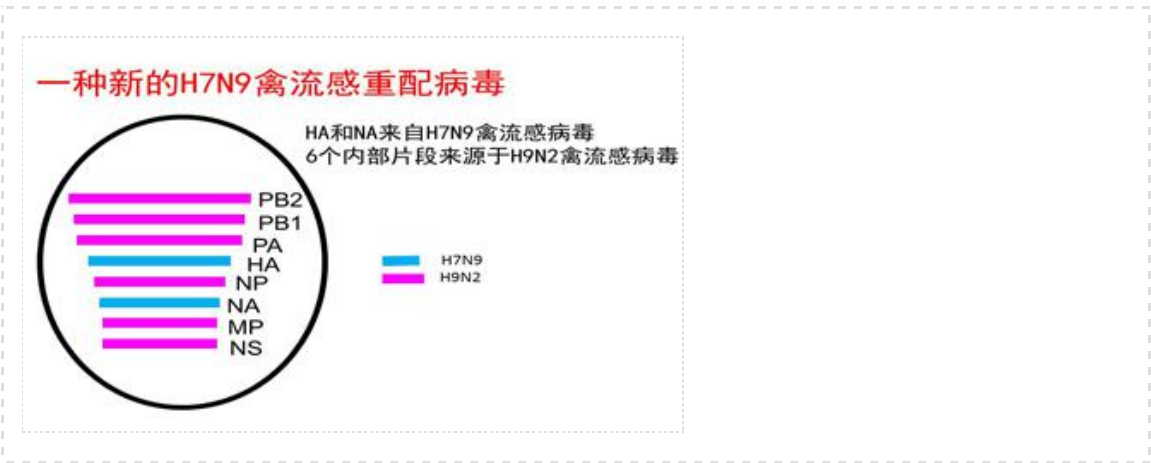 一种新的H7N9禽流感重配病毒
HA和NA来自H7N9禽流感病毒
6个内部片段来源于H9N2禽流感病毒
PB2
PB1
PA
HA
NP
NA
MP
NS
H7N9
H9N2